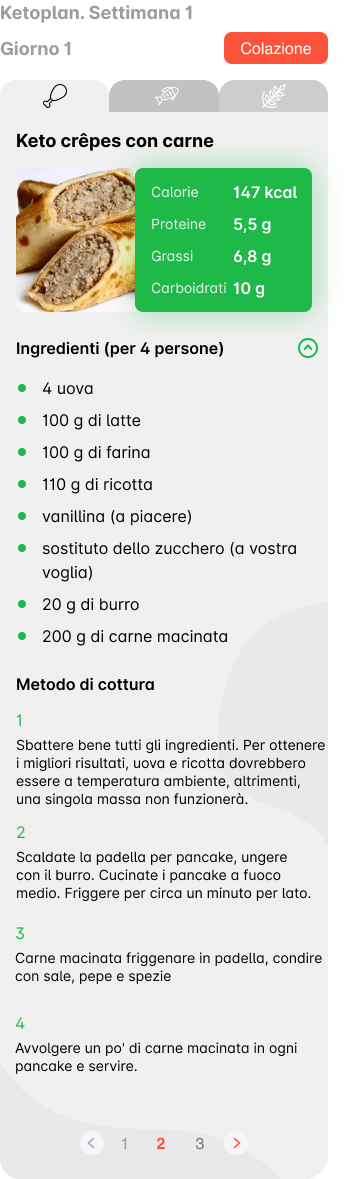 Ketoplan. Settimana 1
Giorno 1
Colazione
Keto crêpes con carne
Calorie 147 kcal
Proteine 5,5 g
Grassi 6,8 g
Carboidrati 10 g
Ingredienti (per 4 persone)
4 uova
100 g di latte
100 g di farina
110 g di ricotta
vanillina (a piacere)
sostituto dello zucchero (a vostra
voglia)
20 g di burro
200 g di carne macinata
Metodo di cottura
1
Sbattere bene tutti gli ingredienti. Per ottenere
i migliori risultati, uova e ricotta dovrebbero
essere a temperatura ambiente, altrimenti,
una singola massa non funzionerà.
2
Scaldate la padella per pancake, ungere
con il burro. Cucinate i pancake a fuoco
medio. Friggere per circa un minuto per lato.
3
Carne macinata friggenare in padella, condire
con sale, pepe e spezie
4
Avvolgere un po' di carne macinata in ogni
pancake e servire.
1 2 3